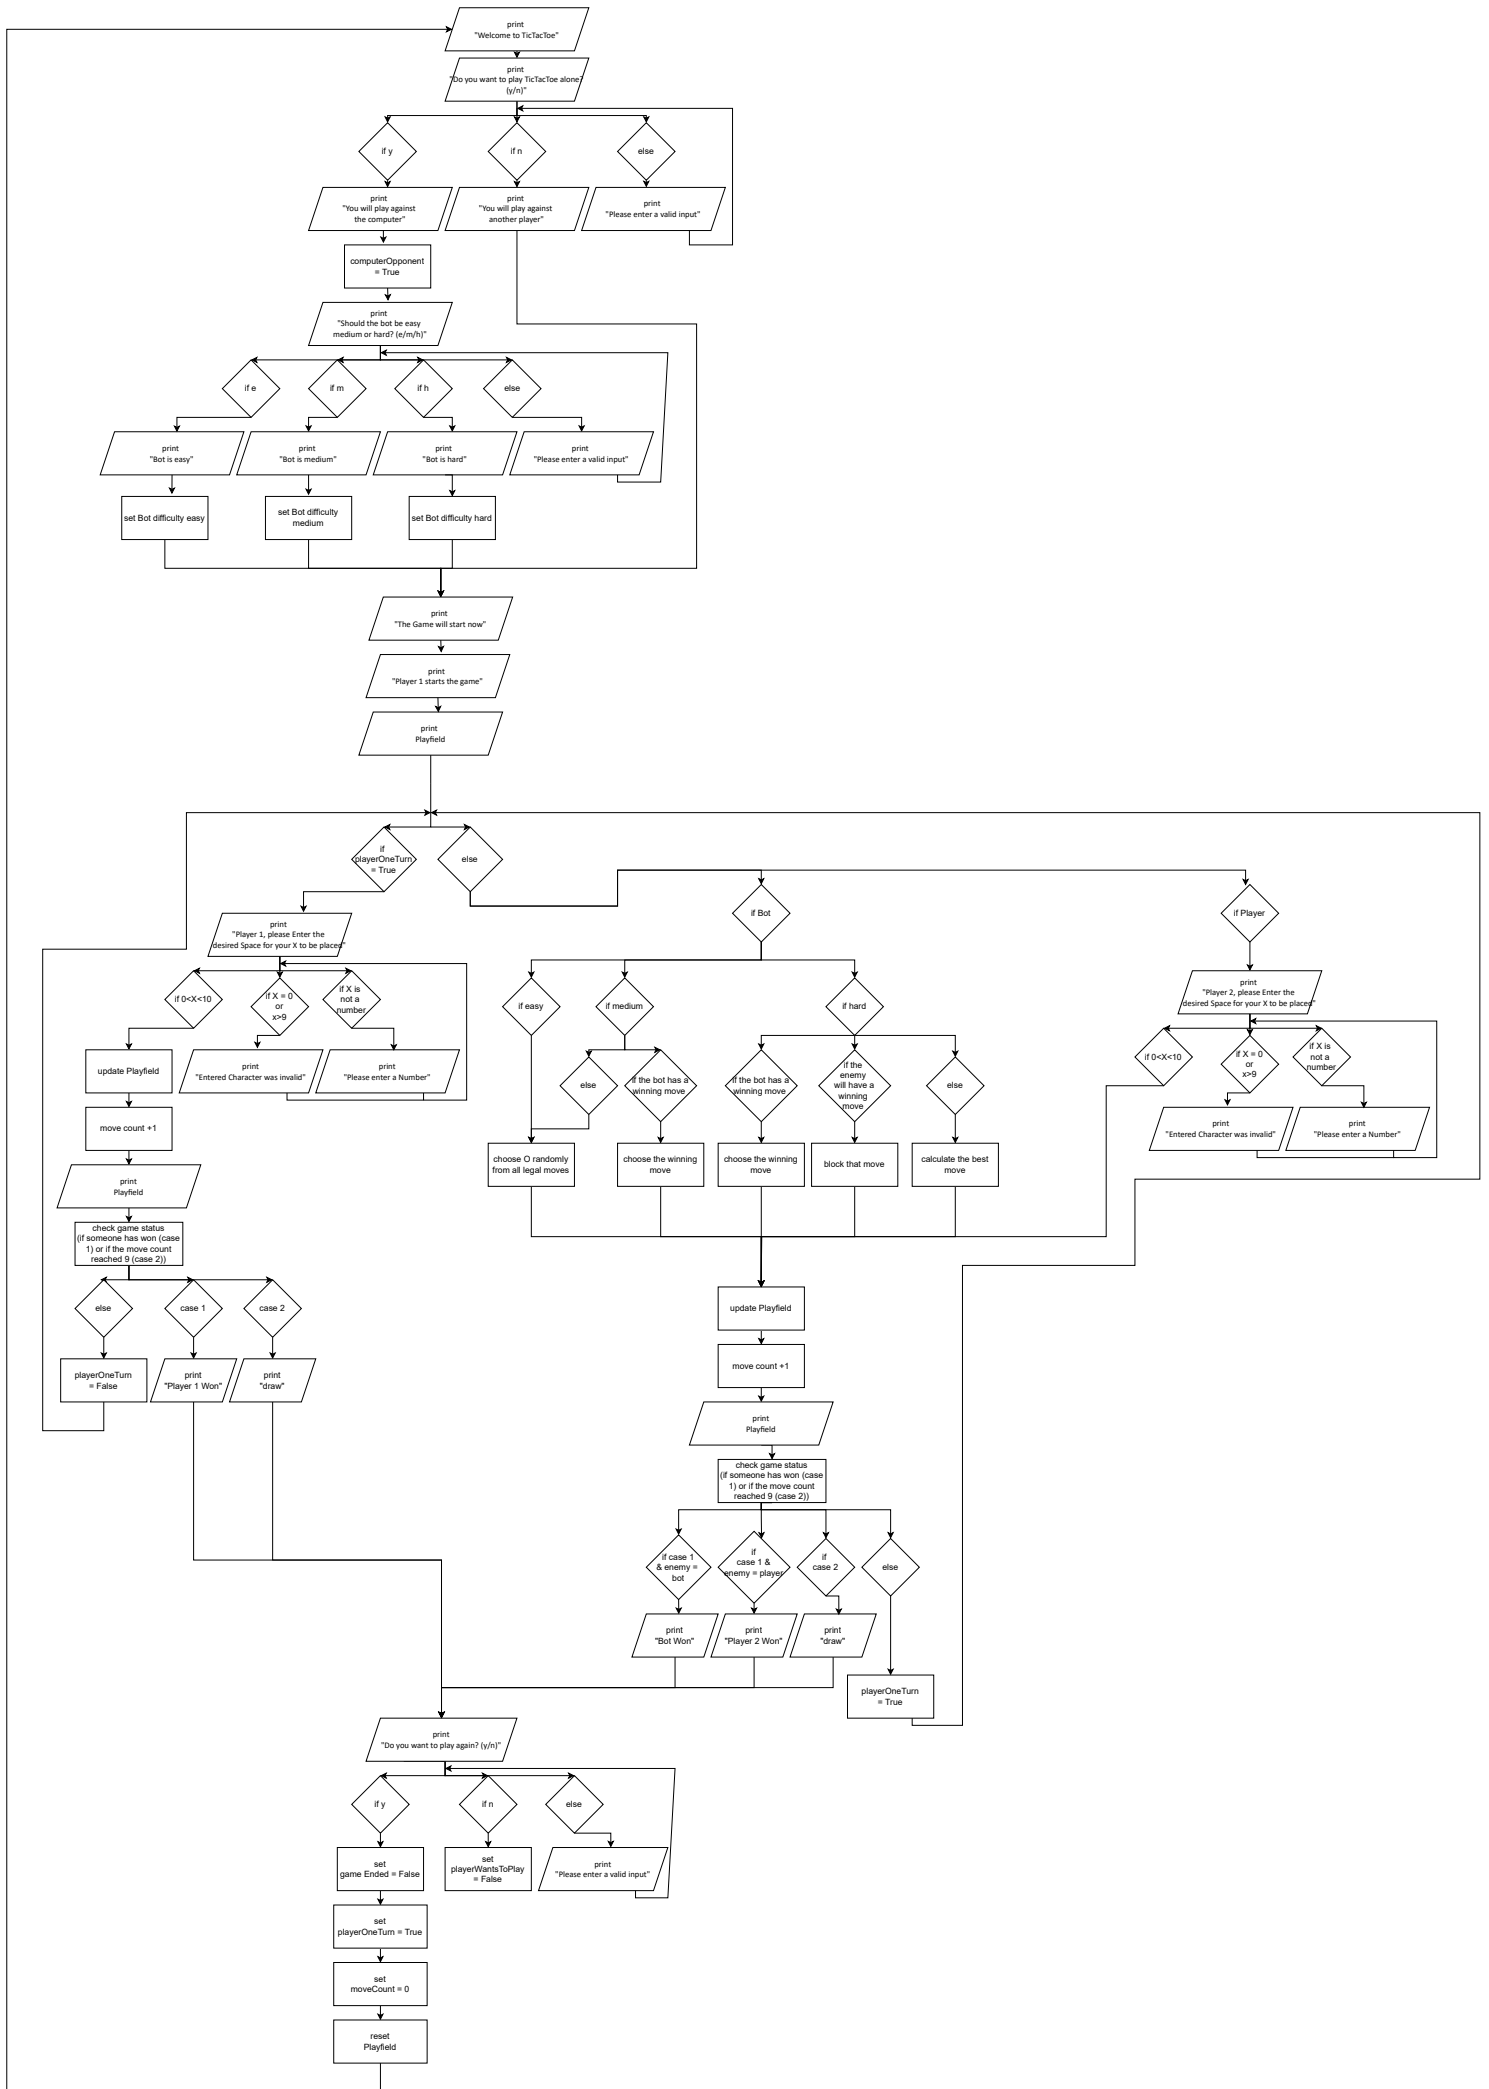 print
"Welcome to TicTacToe"
print
"Do you want to play TicTacToe alone?
(y/n)"
if y
if n
else
print
"You will play against
the computer"
print
"You will play against
another player"
print
"Please enter a valid input"
computerOpponent
= True
print
"Should the bot be easy
medium or hard? (e/m/h)"
if e
if m
if h
else
print
"Bot is easy"
print
"Bot is medium"
print
"Bot is hard"
print
"Please enter a valid input"
set Bot difficulty easy
set Bot difficulty
medium
set Bot difficulty hard
print
"The Game will start now"
print
"Player 1 starts the game"
print
Playfield
if
playerOneTurn
= True
else
if Bot
if Player
print
"Player 1, please Enter the
desired Space for your X to be placed"
if 0<X<10
if X = 0
or
x>9
if X is
not a
number
update Playfield
print
"Entered Character was invalid"
print
"Please enter a Number"
move count +1
print
Playfield
check game status
(if someone has won (case
1) or if the move count
reached 9 (case 2))
else
case 1
case 2
playerOneTurn
= False
print
"Player 1 Won"
print
"draw"
if easy
if medium
if hard
else
if the bot has a
winning move
if the bot has a
winning move
if the
enemy
will have a
winning
move
else
choose O randomly
from all legal moves
choose the winning
move
choose the winning
move
block that move
calculate the best
move
print
"Player 2, please Enter the
desired Space for your X to be placed"
if 0<X<10
if X = 0
or
x>9
if X is
not a
number
print
"Entered Character was invalid"
print
"Please enter a Number"
update Playfield
move count +1
print
Playfield
check game status
(if someone has won (case
1) or if the move count
reached 9 (case 2))
if case 1
& enemy =
bot
if
case 1 &
enemy = player
if
case 2
else
print
"Bot Won"
print
"Player 2 Won"
print
"draw"
playerOneTurn
= True
print
"Do you want to play again? (y/n)"
if y
if n
else
set
game Ended = False
set
playerWantsToPlay
= False
print
"Please enter a valid input"
set
playerOneTurn = True
set
moveCount = 0
reset
Playfield